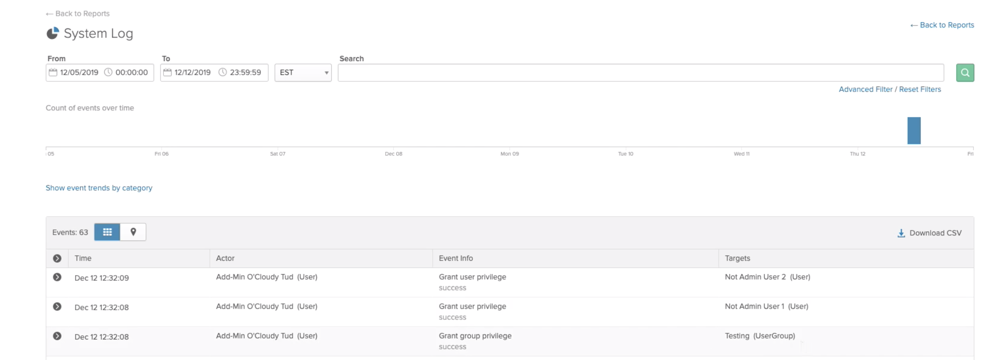 ← Back to Reports
← Back to Reports
System Log
From To Search
12/05/2019 00:00:00 12/12/2019 23:59:59 EST
Advanced Filter / Reset Filters
Count of events over time
05 Fri 06 Sat 07 Dec 08 Mon 09 Tue 10 Wed 11 Thu 12 Fri
Show event trends by category
Events: 63 Download CSV
Time Actor Event Info Targets
Dec 12 12:32:09 Add-Min O'Cloudy Tud (User) Grant user privilege Not Admin User 2 (User)
success
Dec 12 12:32:08 Add-Min O'Cloudy Tud (User) Grant user privilege Not Admin User 1 (User)
success
Dec 12 12:32:08 Add-Min O'Cloudy Tud (User) Grant group privilege Testing (UserGroup)
success